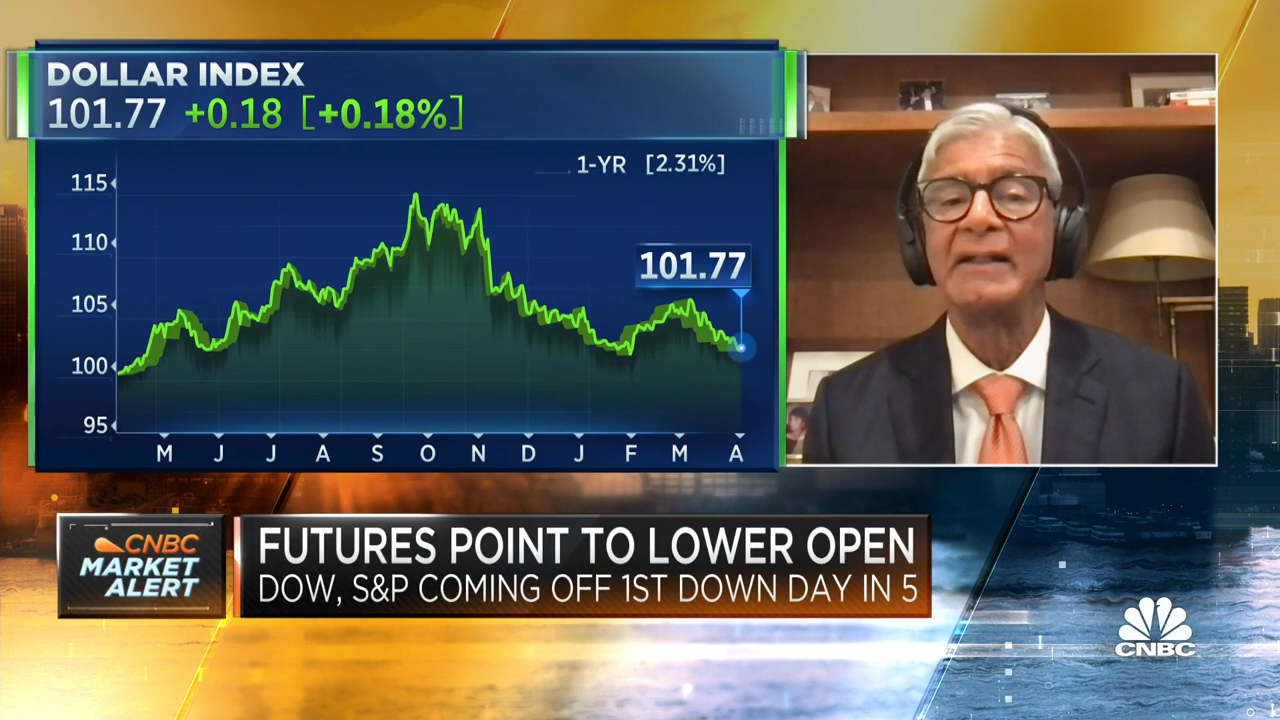 DOLLAR INDEX
101.77 +0.18 [+0.18%]
1-YR [2.31%]
115
110
105
100
95
101.77
M J J A S O N D J F M A
CNBC
MARKET
ALERT
FUTURES POINT TO LOWER OPEN
DOW, S&P COMING OFF 1ST DOWN DAY IN 5
CNBC